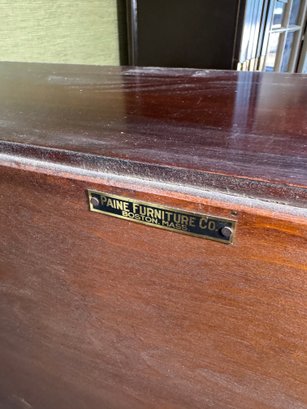 PAINE FURNITURE CO.
BOSTON, MASS